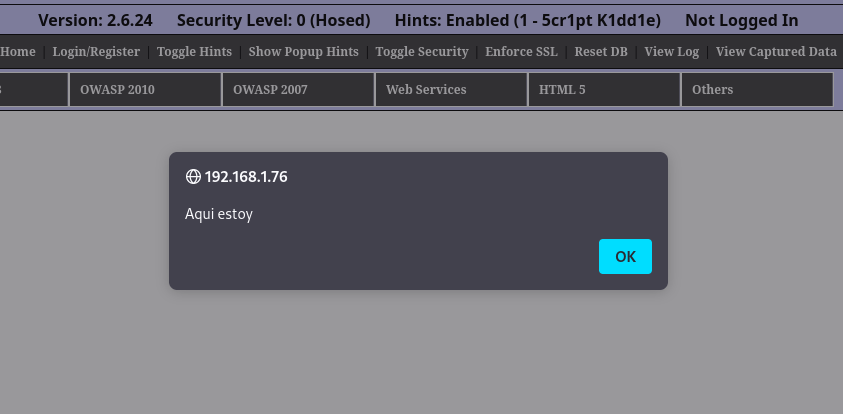 Version: 2.6.24 Security Level: 0 (Hosed) Hints: Enabled (1 - 5cr1pt K1dd1e) Not Logged In
Home | Login/Register | Toggle Hints | Show Popup Hints | Toggle Security | Enforce SSL | Reset DB | View Log | View Captured Data
OWASP 2010 OWASP 2007 Web Services HTML 5 Others
192.168.1.76
Aqui estoy
OK